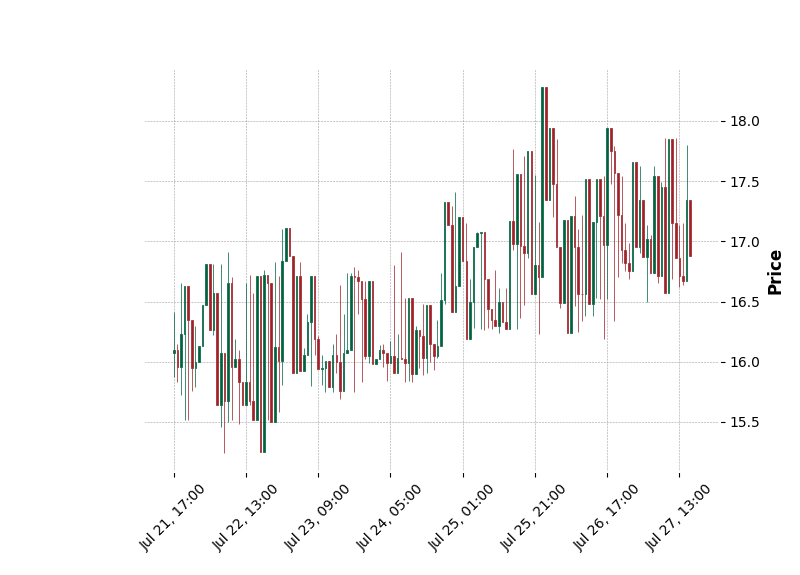 18.0
17.5
17.0
16.5
16.0
15.5
Price
Jul 21, 17:00
Jul 22, 13:00
Jul 23, 09:00
Jul 24, 05:00
Jul 25, 01:00
Jul 25, 21:00
Jul 26, 17:00
Jul 27, 13:00